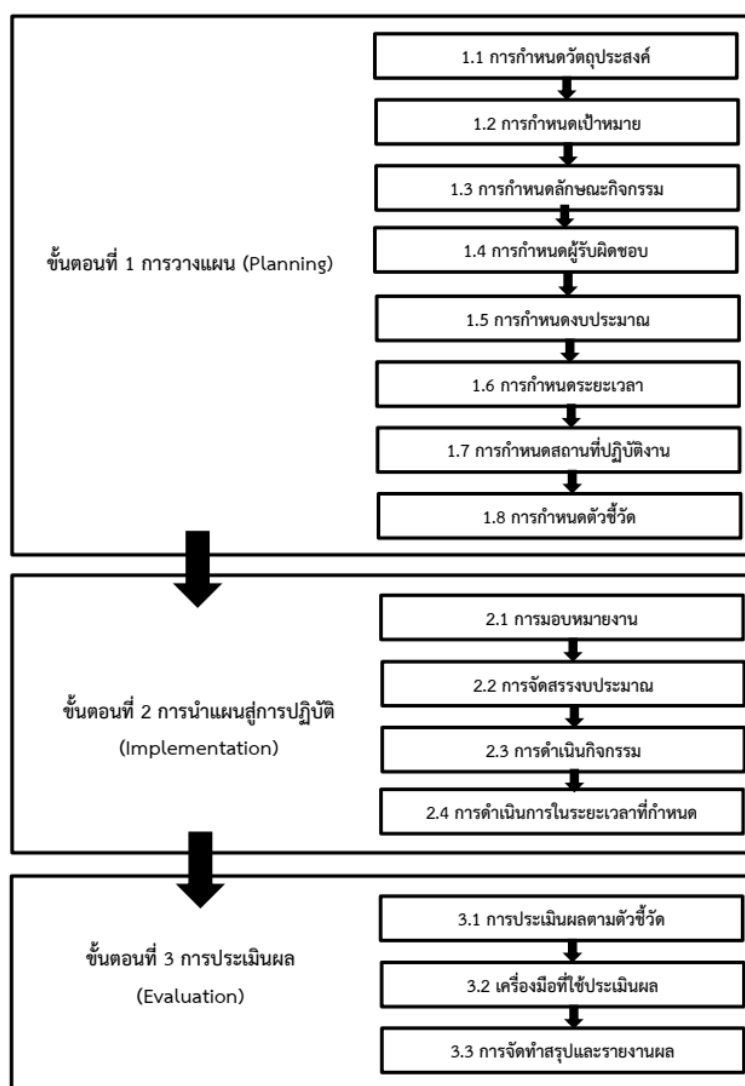 ขั้นตอนที่ 1 การวางแผน (Planning)
1.1 การกำหนดวัตถุประสงค์
1.2 การกำหนดเป้าหมาย
1.3 การกำหนดลักษณะกิจกรรม
1.4 การกำหนดผู้รับผิดชอบ
1.5 การกำหนดงบประมาณ
1.6 การกำหนดระยะเวลา
1.7 การกำหนดสถานที่ปฏิบัติงาน
1.8 การกำหนดตัวชี้วัด
ขั้นตอนที่ 2 การนำแผนสู่การปฏิบัติ
(Implementation)
2.1 การมอบหมายงาน
2.2 การจัดสรรงบประมาณ
2.3 การดำเนินกิจกรรม
2.4 การดำเนินการในระยะเวลาที่กำหนด
ขั้นตอนที่ 3 การประเมินผล
(Evaluation)
3.1 การประเมินผลตามตัวชี้วัด
3.2 เครื่องมือที่ใช้ประเมินผล
3.3 การจัดทำสรุปและรายงานผล